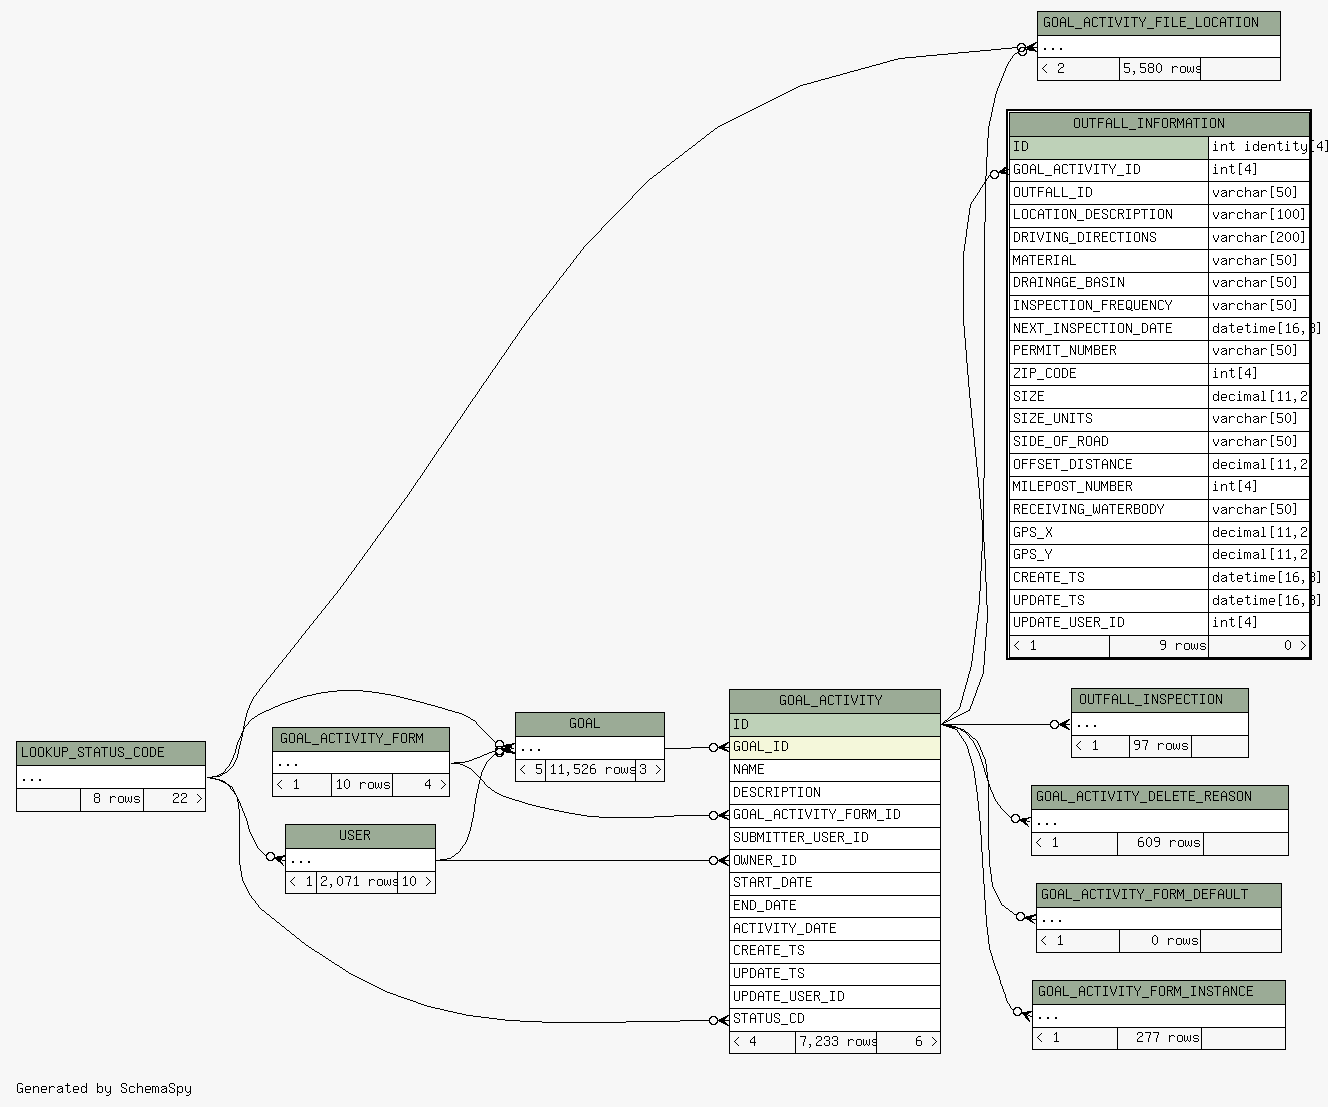 GOAL_ACTIVITY_FILE_LOCATION
...
< 2 5,580 rows
OUTFALL_INFORMATION
ID int identity[4]
GOAL_ACTIVITY_ID int[4]
OUTFALL_ID varchar[50]
LOCATION_DESCRIPTION varchar[100]
DRIVING_DIRECTIONS varchar[200]
MATERIAL varchar[50]
DRAINAGE_BASIN varchar[50]
INSPECTION_FREQUENCY varchar[50]
NEXT_INSPECTION_DATE datetime[16,3]
PERMIT_NUMBER varchar[50]
ZIP_CODE int[4]
SIZE decimal[11,2
SIZE_UNITS varchar[50]
SIDE_OF_ROAD varchar[50]
OFFSET_DISTANCE decimal[11,2
MILEPOST_NUMBER int[4]
RECEIVING_WATERBODY varchar[50]
GPS_X decimal[11,2
GPS_Y decimal[11,2
CREATE_TS datetime[16,3]
UPDATE_TS datetime[16,3]
UPDATE_USER_ID int[4]
< 1 9 rows 0 >
LOOKUP_STATUS_CODE
...
8 rows 22 >
GOAL_ACTIVITY_FORM
...
< 1 10 rows 4 >
USER
...
< 1 2,071 rows 10 >
GOAL
...
< 5 11,526 rows 3 >
GOAL_ACTIVITY
ID
GOAL_ID
NAME
DESCRIPTION
GOAL_ACTIVITY_FORM_ID
SUBMITTER_USER_ID
OWNER_ID
START_DATE
END_DATE
ACTIVITY_DATE
CREATE_TS
UPDATE_TS
UPDATE_USER_ID
STATUS_CD
< 4 7,233 rows 6 >
OUTFALL_INSPECTION
...
< 1 97 rows
GOAL_ACTIVITY_DELETE_REASON
...
< 1 609 rows
GOAL_ACTIVITY_FORM_DEFAULT
...
< 1 0 rows
GOAL_ACTIVITY_FORM_INSTANCE
...
< 1 277 rows
Generated by SchemaSpy